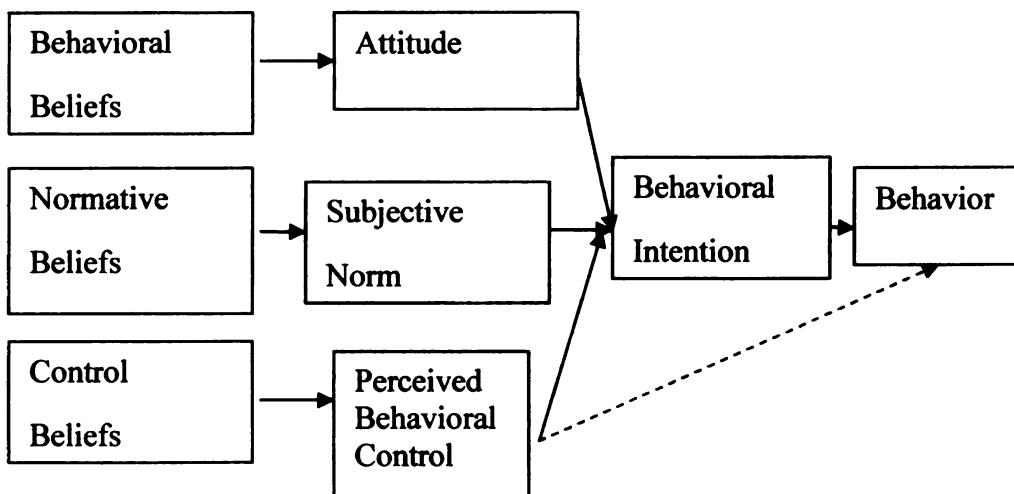 Behavioral
Beliefs
Attitude
Normative
Beliefs
Subjective
Norm
Control
Beliefs
Perceived
Behavioral
Control
Behavioral
Intention
Behavior